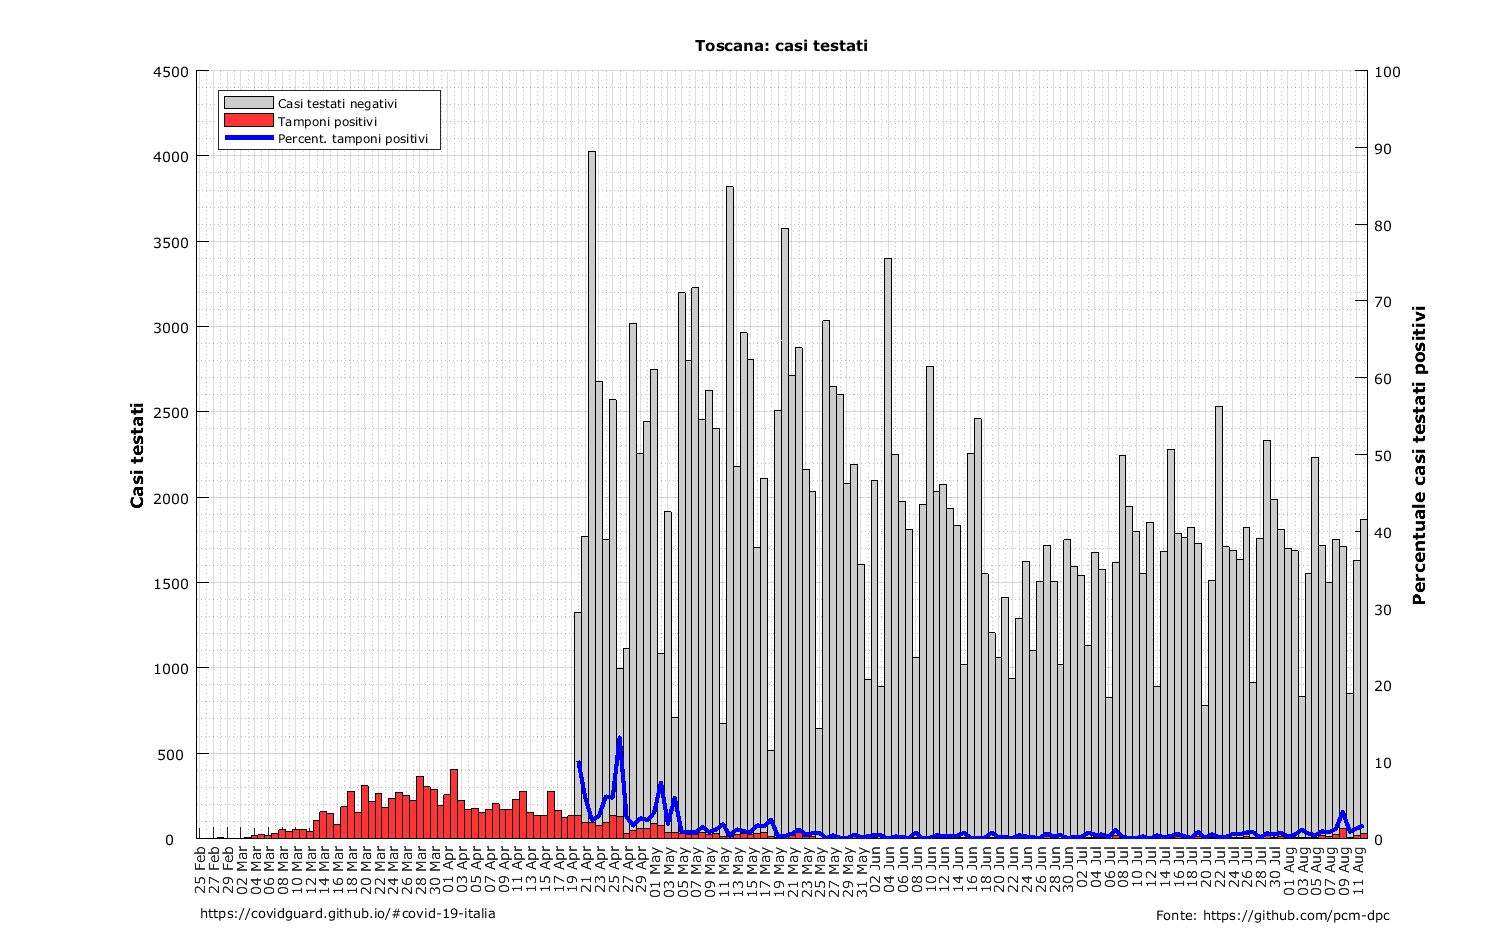 Toscana: casi testati
Casi testati negativi
Tamponi positivi
Percent. tamponi positivi
Casi testati
4500
4000
3500
3000
2500
2000
1500
1000
500
0
100
90
80
70
60
50
40
30
20
10
0
Percentuale casi testati positivi
25 Feb
27 Feb
29 Feb
02 Mar
04 Mar
06 Mar
08 Mar
10 Mar
12 Mar
14 Mar
16 Mar
18 Mar
20 Mar
22 Mar
24 Mar
26 Mar
28 Mar
30 Mar
01 Apr
03 Apr
05 Apr
07 Apr
09 Apr
11 Apr
13 Apr
15 Apr
17 Apr
19 Apr
21 Apr
23 Apr
25 Apr
27 Apr
29 Apr
01 May
03 May
05 May
07 May
09 May
11 May
13 May
15 May
17 May
19 May
21 May
23 May
25 May
27 May
29 May
31 May
02 Jun
04 Jun
06 Jun
08 Jun
10 Jun
12 Jun
14 Jun
16 Jun
18 Jun
20 Jun
22 Jun
24 Jun
26 Jun
28 Jun
30 Jun
02 Jul
04 Jul
06 Jul
08 Jul
10 Jul
12 Jul
14 Jul
16 Jul
18 Jul
20 Jul
22 Jul
24 Jul
26 Jul
28 Jul
30 Jul
01 Aug
03 Aug
05 Aug
07 Aug
09 Aug
11 Aug
https://covidguard.github.io/#covid-19-italia
Fonte: https://github.com/pcm-dpc